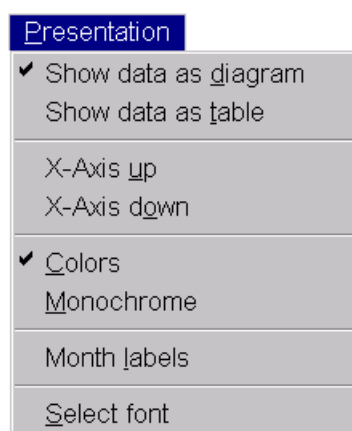 Presentation
Show data as diagram
Show data as table
X-Axis up
X-Axis down
Colors
Monochrome
Month labels
Select font